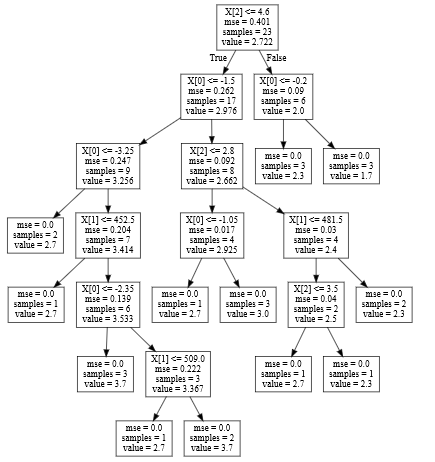 X[2] <= 4.6
mse = 0.401
samples = 23
value = 2.722
True
False
X[0] <= -1.5
mse = 0.262
samples = 17
value = 2.976
X[0] <= -0.2
mse = 0.09
samples = 6
value = 2.0
X[0] <= -3.25
mse = 0.247
samples = 9
value = 3.256
X[2] <= 2.8
mse = 0.092
samples = 8
value = 2.662
mse = 0.0
samples = 3
value = 2.3
mse = 0.0
samples = 3
value = 1.7
mse = 0.0
samples = 2
value = 2.7
X[1] <= 452.5
mse = 0.204
samples = 7
value = 3.414
X[0] <= -1.05
mse = 0.017
samples = 4
value = 2.925
X[1] <= 481.5
mse = 0.03
samples = 4
value = 2.4
mse = 0.0
samples = 1
value = 2.7
X[0] <= -2.35
mse = 0.139
samples = 6
value = 3.533
mse = 0.0
samples = 1
value = 2.7
mse = 0.0
samples = 3
value = 3.0
X[2] <= 3.5
mse = 0.04
samples = 2
value = 2.5
mse = 0.0
samples = 2
value = 2.3
mse = 0.0
samples = 3
value = 3.7
X[1] <= 509.0
mse = 0.222
samples = 3
value = 3.367
mse = 0.0
samples = 1
value = 2.7
mse = 0.0
samples = 1
value = 2.3
mse = 0.0
samples = 1
value = 2.7
mse = 0.0
samples = 2
value = 3.7